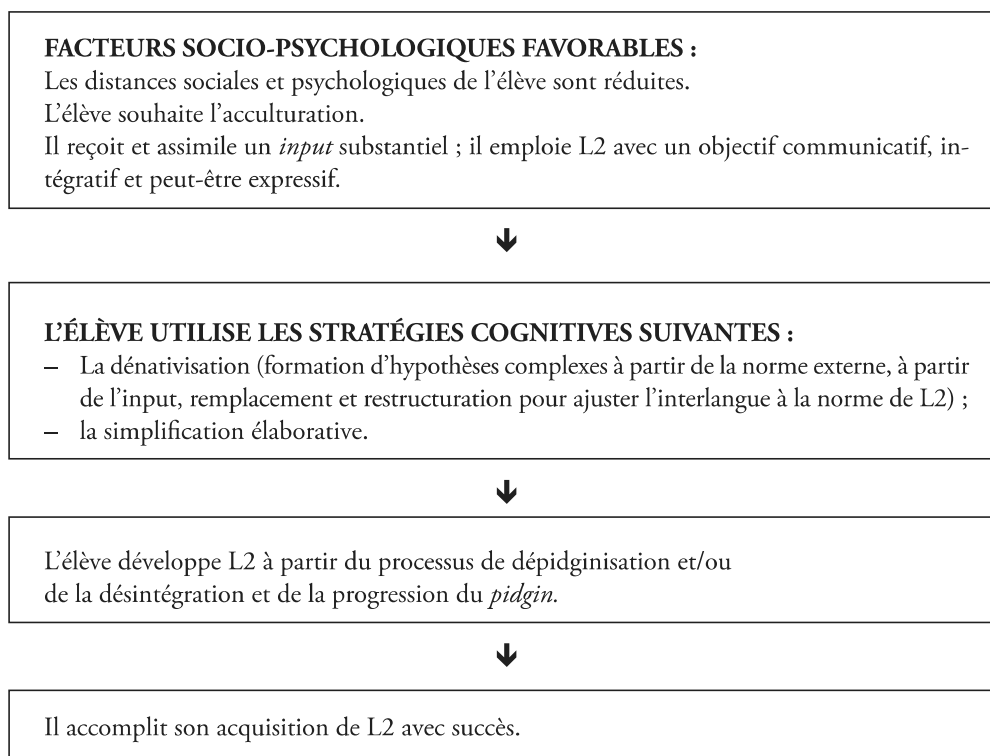 FACTEURS SOCIO-PSYCHOLOGIQUES FAVORABLES :
Les distances sociales et psychologiques de l’élève sont réduites.
L’élève souhaite l’acculturation.
Il reçoit et assimile un input substantiel ; il emploie L2 avec un objectif communicatif, in-
tégratif et peut-être expressif.
L’ÉLÈVE UTILISE LES STRATÉGIES COGNITIVES SUIVANTES :
– La dénativisation (formation d’hypothèses complexes à partir de la norme externe, à partir
de l’input, remplacement et restructuration pour ajuster l’interlangue à la norme de L2) ;
– la simplification élaborative.
L’élève développe L2 à partir du processus de dépidginisation et/ou
de la désintégration et de la progression du pidgin.
Il accomplit son acquisition de L2 avec succès.